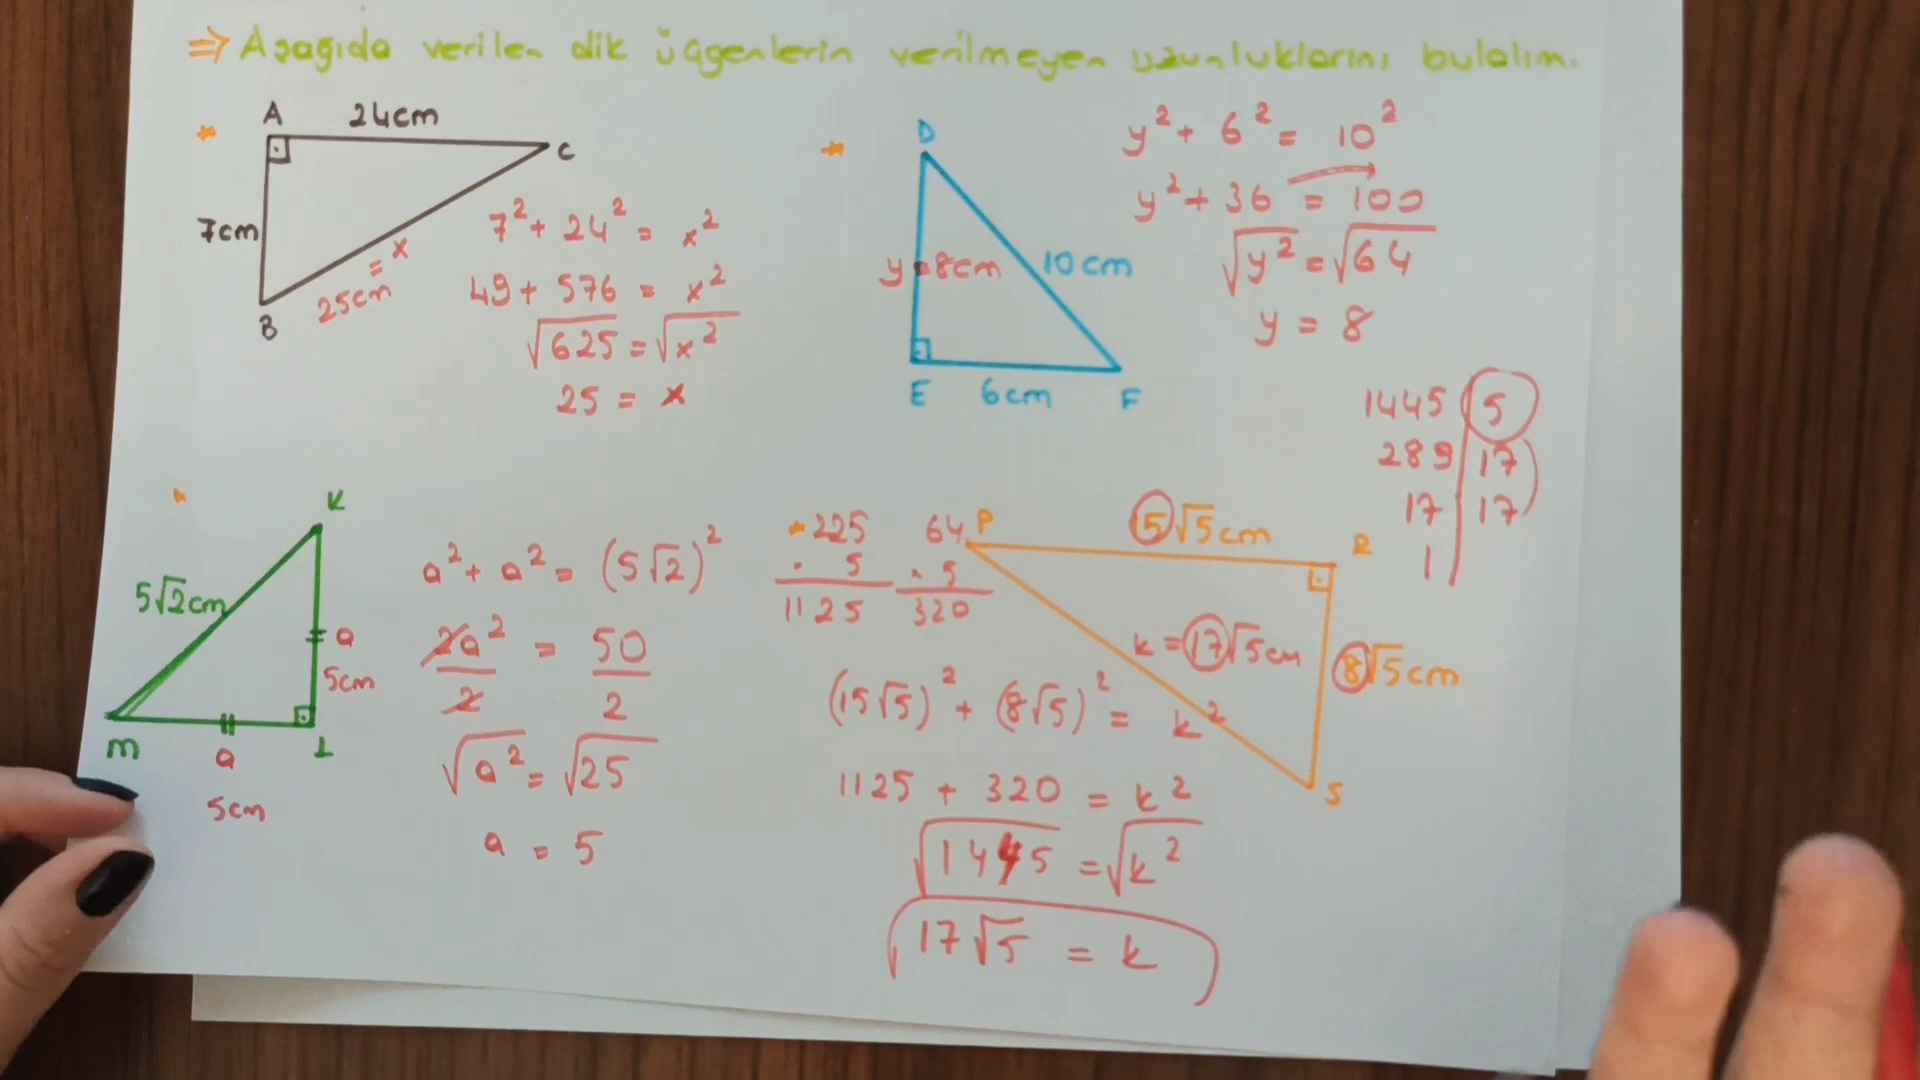 ⇒ Aşağıda verilen dik üçgenlerin verilmeyen uzunluklarını bulalım.
* A 24cm C
7cm
x
=
25cm
B
7² + 24² = x²
49 + 576 = x²
√625 = √x²
25 = x
* D
y = 8cm 10cm
E 6cm F
y² + 6² = 10²
y² + 36 = 100
√y² = √64
y = 8
1445 5
289 17
17 17
1
* K
5√2cm
a
5cm
M a L
5cm
a² + a² = (5√2)²
2a²/2 = 50/2
√a² = √25
a = 5
* 225 64
. 5 . 5
1125 320
P 5√5cm R
k = 17√5cm
8√5cm
S
(15√5)² + (8√5)² = k²
1125 + 320 = k²
√1445 = √k²
17√5 = k